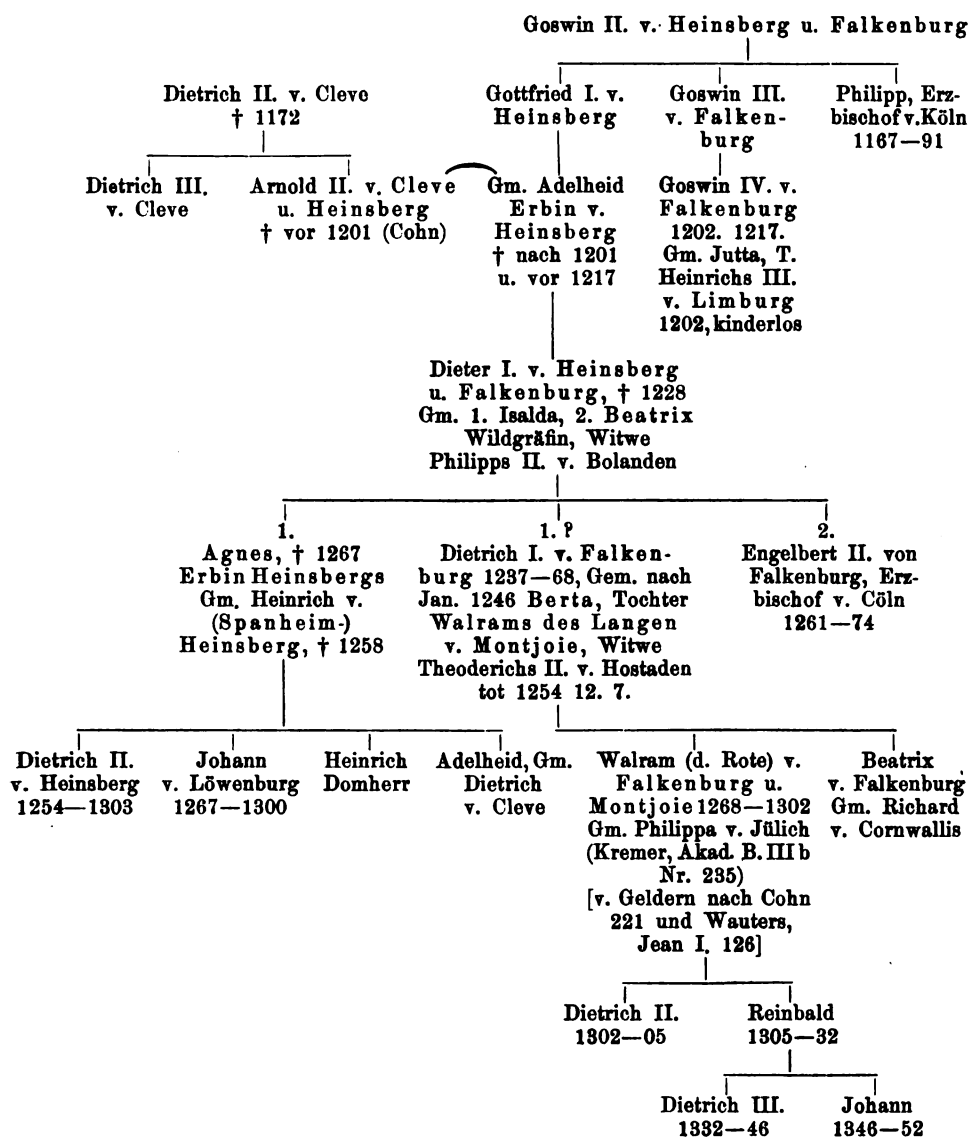 Goswin II. v. Heinsberg u. Falkenburg
Dietrich II. v. Cleve
† 1172
Gottfried I. v.
Heinsberg
Goswin III.
v. Falken-
burg
Philipp, Erz-
bischof v. Köln
1167—91
Dietrich III.
v. Cleve
Arnold II. v. Cleve
u. Heinsberg
† vor 1201 (Cohn)
Gm. Adelheid
Erbin v.
Heinsberg
† nach 1201
u. vor 1217
Goswin IV. v.
Falkenburg
1202. 1217.
Gm. Jutta, T.
Heinrichs III.
v. Limburg
1202, kinderlos
Dieter I. v. Heinsberg
u. Falkenburg, † 1228
Gm. 1. Isalda, 2. Beatrix
Wildgräfin, Witwe
Philipps II. v. Bolanden
1.
Agnes, † 1267
Erbin Heinsbergs
Gm. Heinrich v.
(Spanheim-)
Heinsberg, † 1258
1. ?
Dietrich I. v. Falken-
burg 1237—68, Gem. nach
Jan. 1246 Berta, Tochter
Walrams des Langen
v. Montjoie, Witwe
Theoderichs II. v. Hostaden
tot 1254 12. 7.
2.
Engelbert II. von
Falkenburg, Erz-
bischof v. Cöln
1261—74
Dietrich II.
v. Heinsberg
1254—1303
Johann
v. Löwenburg
1267—1300
Heinrich
Domherr
Adelheid, Gm.
Dietrich
v. Cleve
Walram (d. Rote) v.
Falkenburg u.
Montjoie 1268—1302
Gm. Philippa v. Jülich
(Kremer, Akad. B. III b
Nr. 235)
[v. Geldern nach Cohn
221 und Wauters,
Jean I. 126]
Beatrix
v. Falkenburg
Gm. Richard
v. Cornwallis
Dietrich II.
1302—05
Reinbald
1305—32
Dietrich III.
1332—46
Johann
1346—52